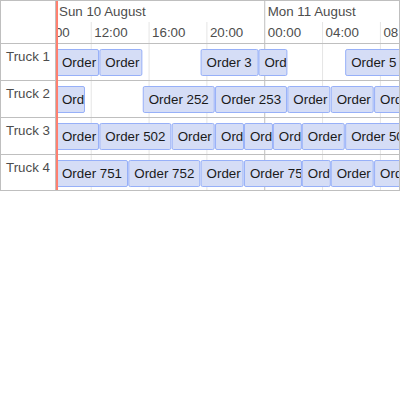 Sun 10 August Mon 11 August
00 12:00 16:00 20:00 00:00 04:00 08
Truck 1 Order Order Order 3 Ord Order 5
Truck 2 Ord Order 252 Order 253 Order Order Ord
Truck 3 Order Order 502 Order Ord Ord Ord Order Order 50
Truck 4 Order 751 Order 752 Order Order 75 Ord Order Ord